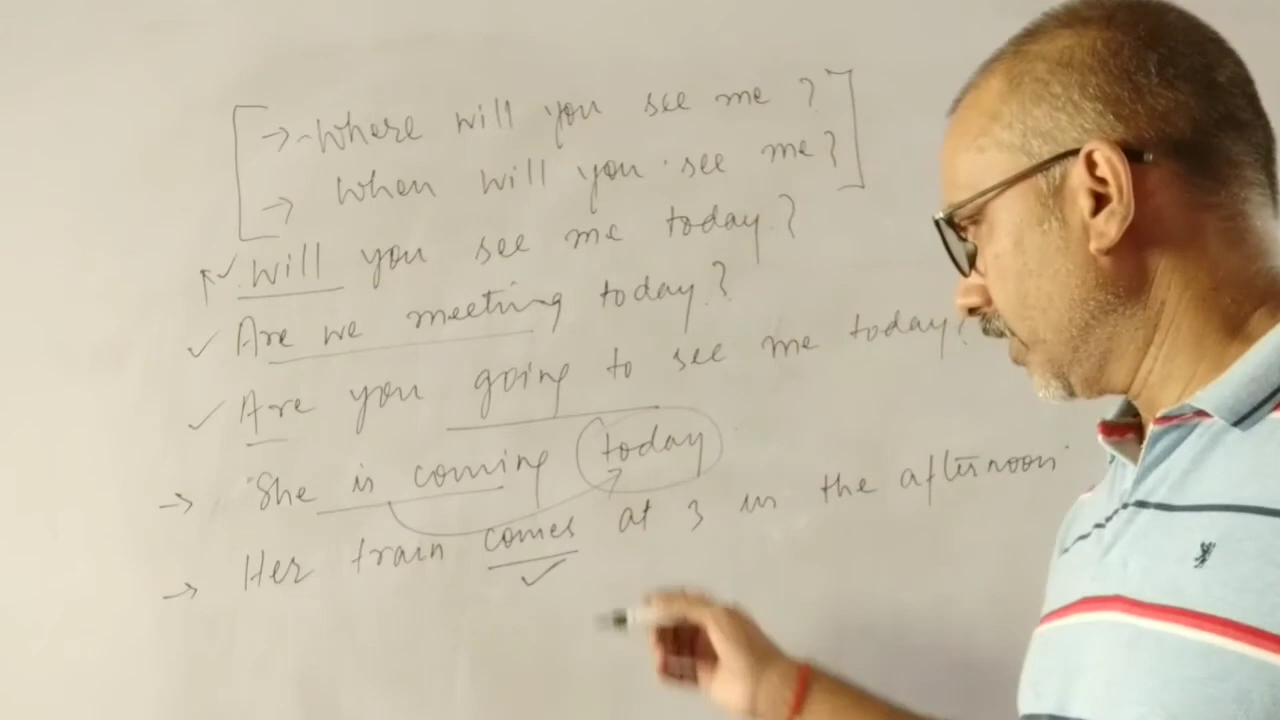 → Where will you see me ?
→ When will you see me?
Will you see me today?
Are we meeting today?
Are you going to see me today?
→ She is coming today
→ Her train comes at 3 in the afternoon.